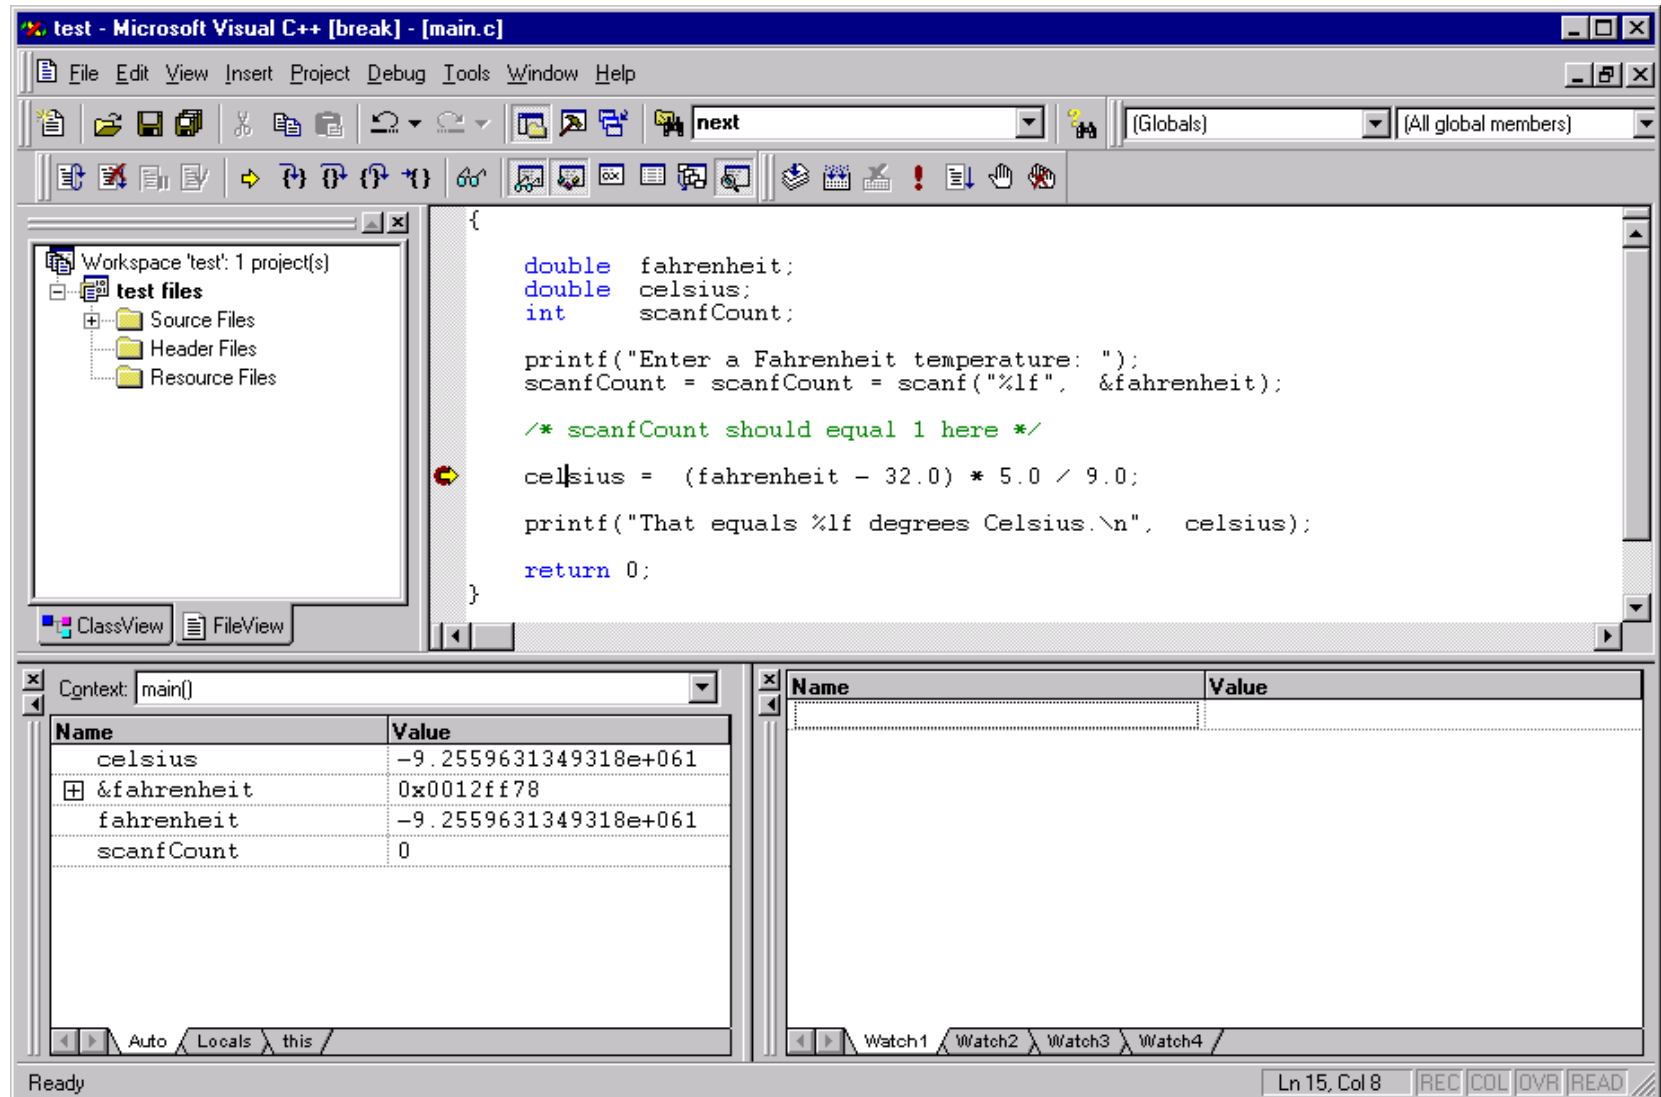 test - Microsoft Visual C++ [break] - [main.c]
File Edit View Insert Project Debug Tools Window Help
next (Globals) (All global members)
Workspace 'test': 1 project(s)
test files
Source Files
Header Files
Resource Files
ClassView FileView
{
double fahrenheit;
double celsius;
int scanfCount;
printf("Enter a Fahrenheit temperature: ");
scanfCount = scanfCount = scanf("%lf", &fahrenheit);
/* scanfCount should equal 1 here */
celsius = (fahrenheit - 32.0) * 5.0 / 9.0;
printf("That equals %lf degrees Celsius.\n", celsius);
return 0;
}
Context: main()
Name Value
celsius -9.2559631349318e+061
&fahrenheit 0x0012ff78
fahrenheit -9.2559631349318e+061
scanfCount 0
Auto Locals this
Name Value
Watch1 Watch2 Watch3 Watch4
Ready Ln 15, Col 8 REC COL OVR READ